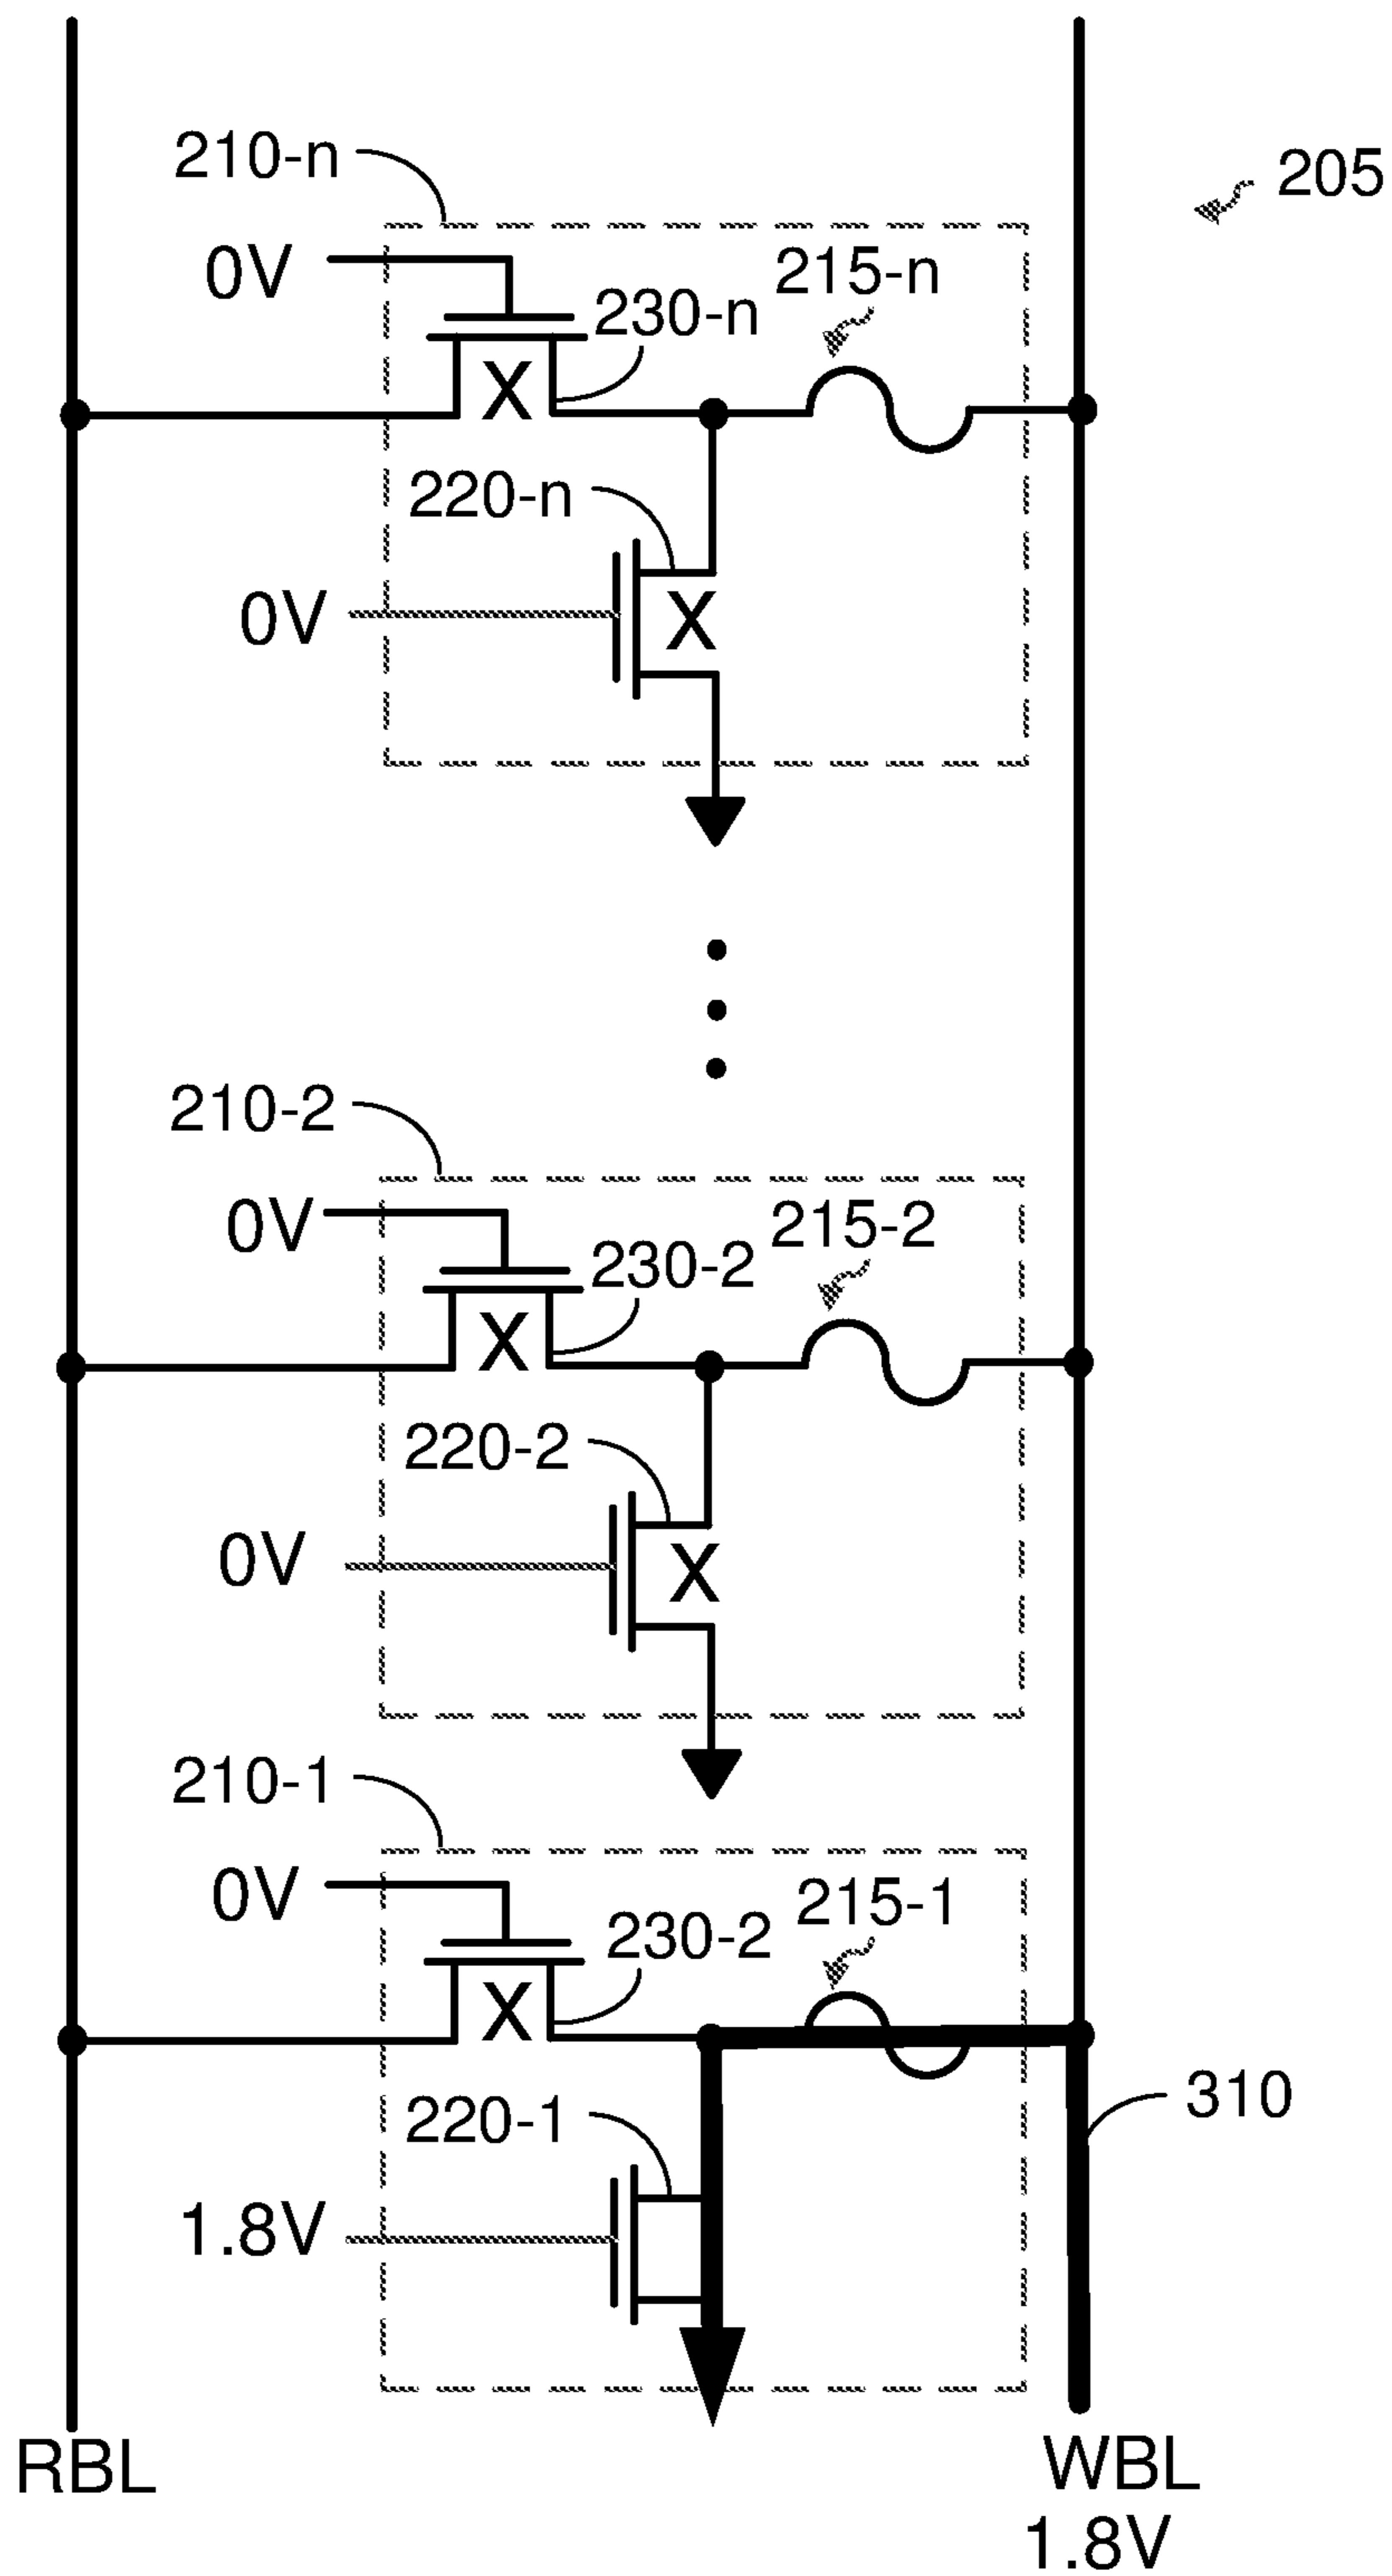 210-n
205
0V
215-n
230-n
X
220-n
0V
X
210-2
0V
215-2
230-2
X
220-2
0V
X
210-1
0V
215-1
230-2
X
310
220-1
1.8V
RBL
WBL
1.8V